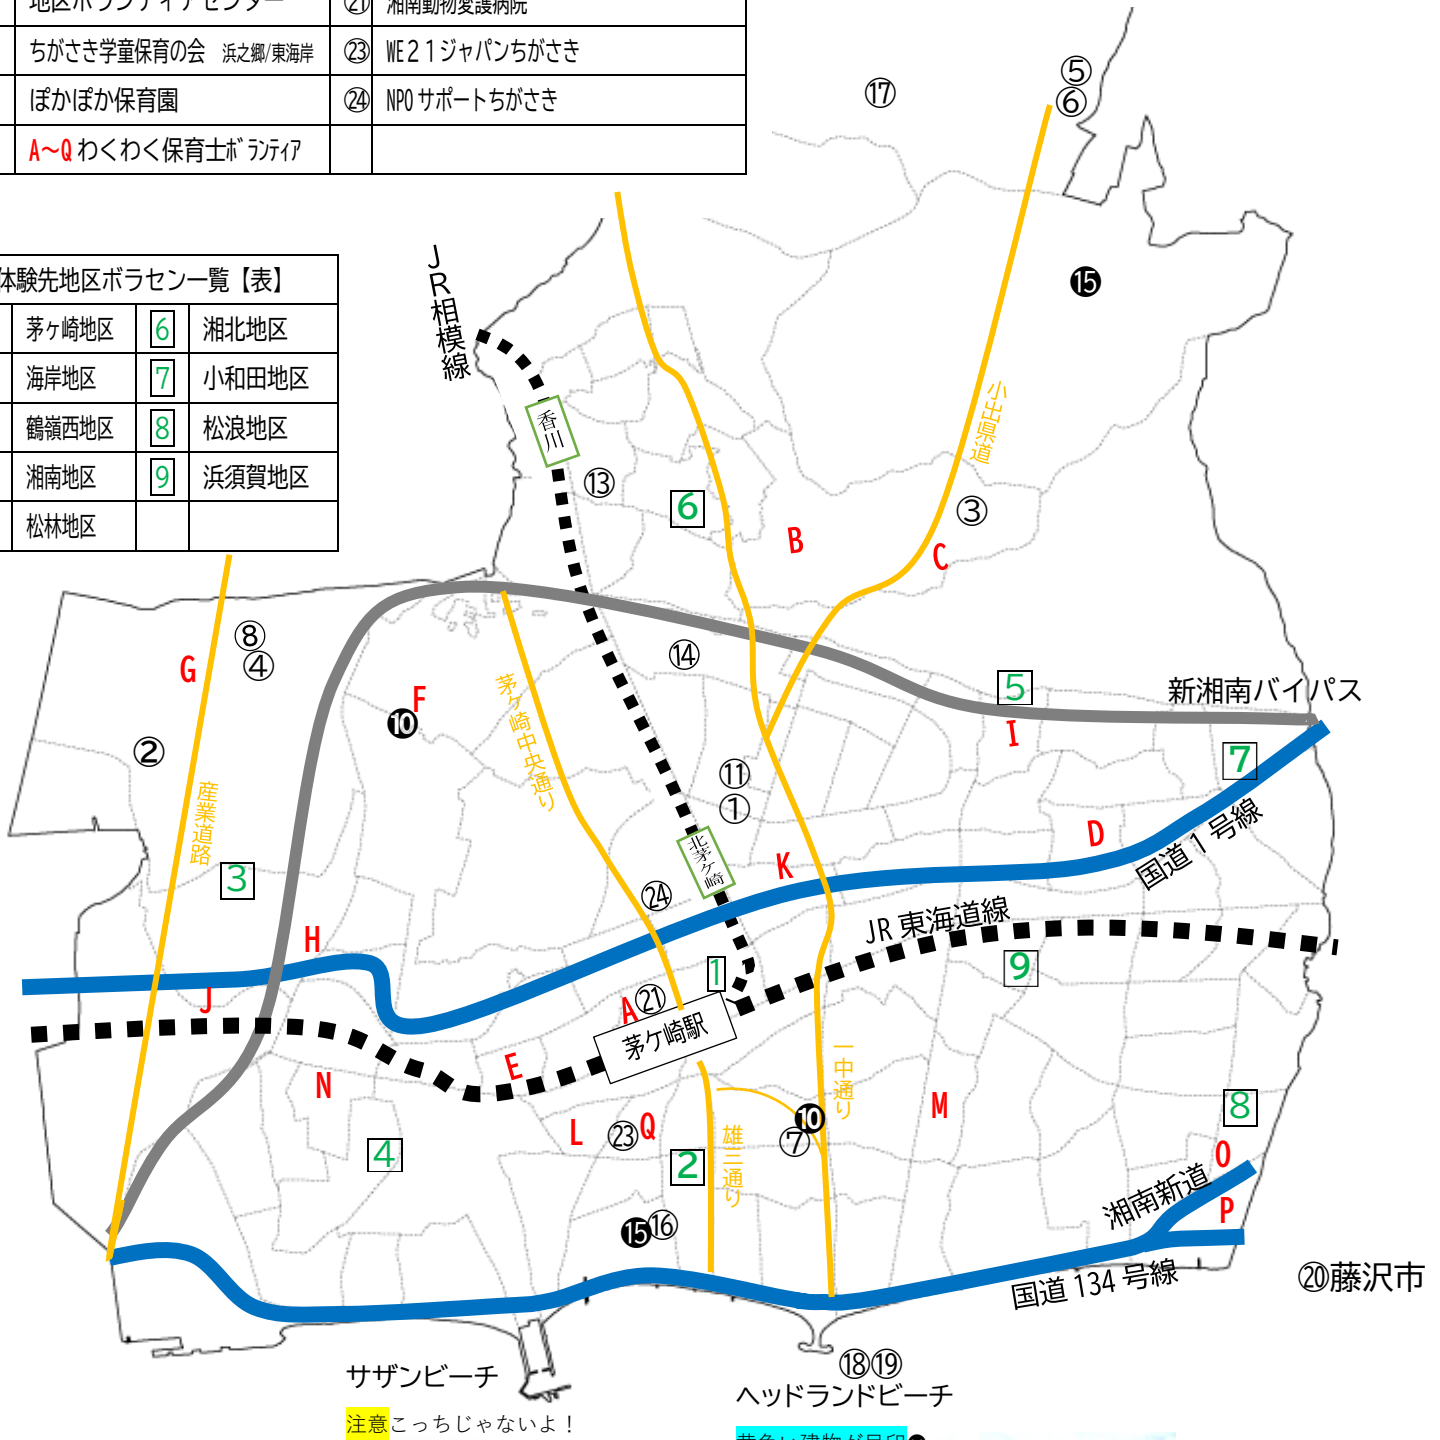 地区ボランティアセンター ㉑ 湘南動物愛護病院
ちがさき学童保育の会 浜之郷/東海岸 ㉓ WE21ジャパンちがさき
ぽかぽか保育園 ㉔ NPOサポートちがさき
A～Qわくわく保育士ボランティア
体験先地区ボラセン一覧【表】
茅ヶ崎地区 6 湘北地区
海岸地区 7 小和田地区
鶴嶺西地区 8 松浪地区
湘南地区 9 浜須賀地区
松林地区
⑰
⑤
⑥
⓯
JR相模線
香川
⑬
6
小出県道
③
B
C
⑧
④
G
F
❿
②
産業道路
茅ヶ崎中央通り
⑭
5
新湘南バイパス
I
7
⑪
①
北茅ヶ崎
K
D
国道1号線
3
㉔
H
JR東海道線
9
1
J
A
㉑
茅ケ崎駅
E
N
一中通り
M
8
❿
⑦
L
㉓
Q
雄三通り
4
2
O
湘南新道
P
⓯⑯
国道134号線
⑳藤沢市
⑱⑲
サザンビーチ
ヘッドランドビーチ
注意こっちじゃないよ！